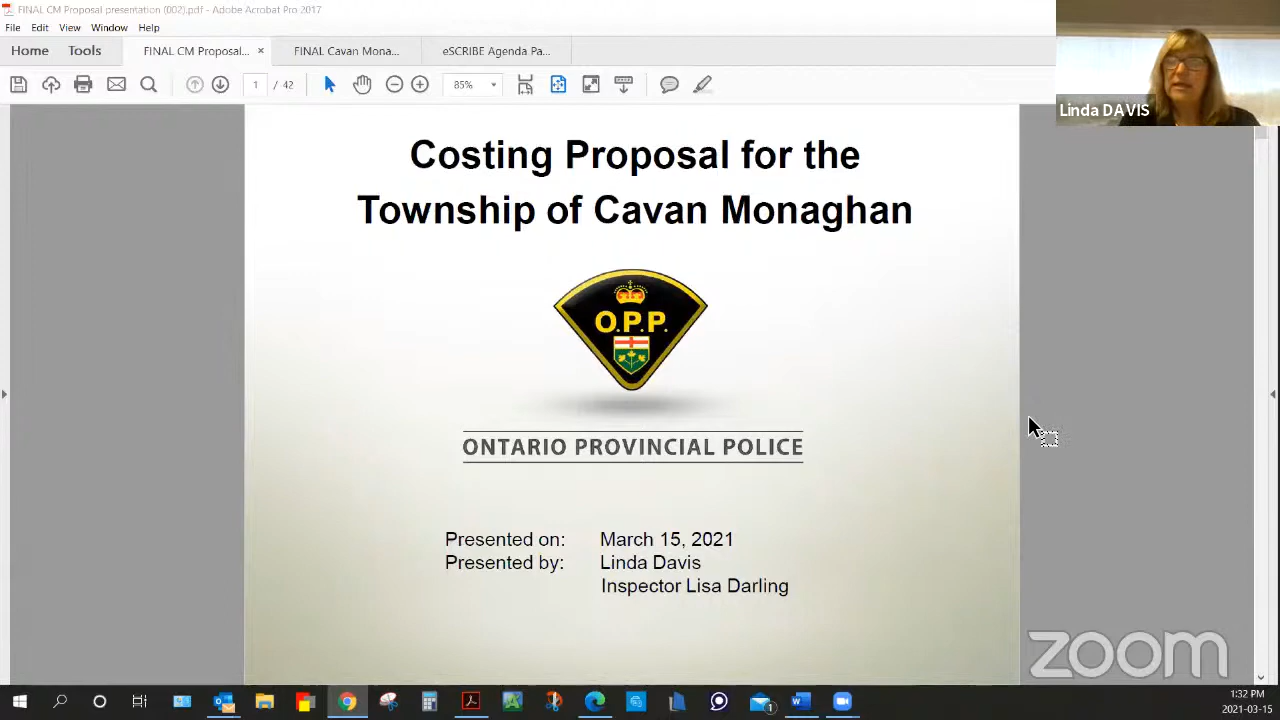 FINAL CM Proposal presentation (002).pdf - Adobe Acrobat Pro 2017
File Edit View Window Help
Home Tools FINAL CM Proposal... × FINAL Cavan Mona... eSCRIBE Agenda Pa...
1 / 42 85%
Linda DAVIS
Costing Proposal for the
Township of Cavan Monaghan
O.P.P.
ONTARIO PROVINCIAL POLICE
Presented on: March 15, 2021
Presented by: Linda Davis
Inspector Lisa Darling
zoom
1:32 PM
2021-03-15